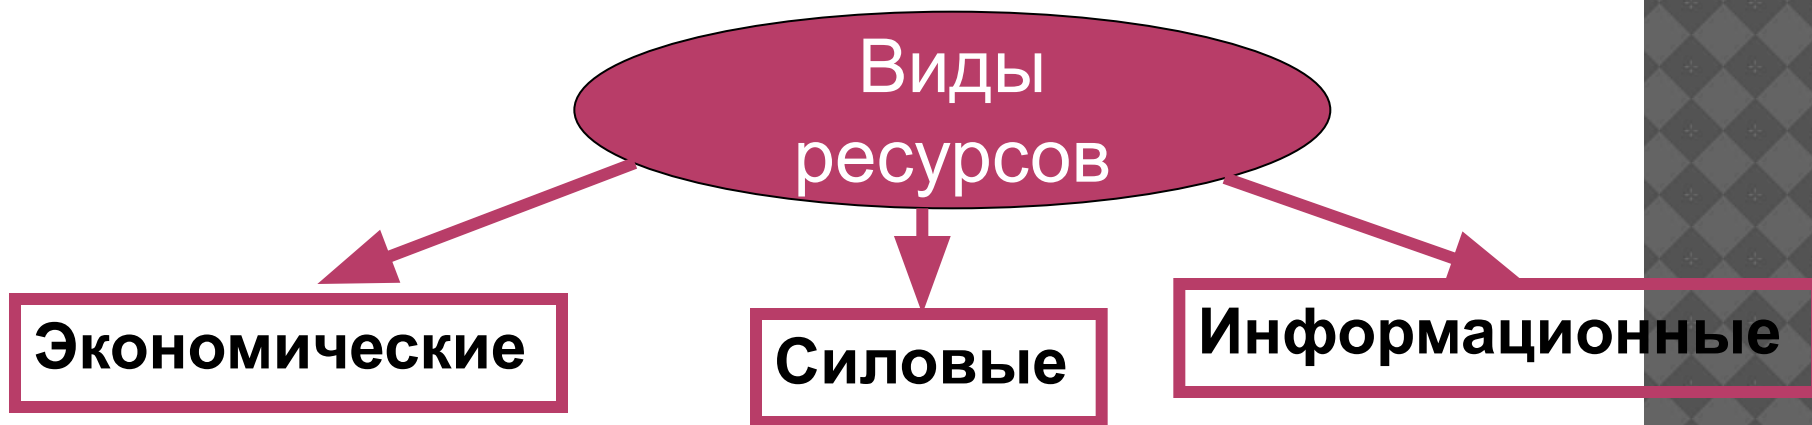 Виды
ресурсов
Экономические
Силовые
Информационные